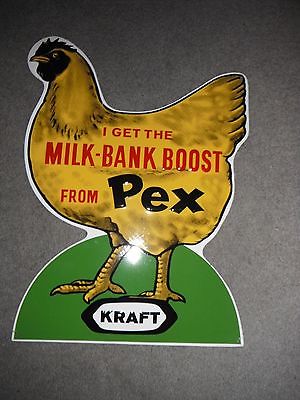 I GET THE
MILK-BANK BOOST
FROM Pex
KRAFT